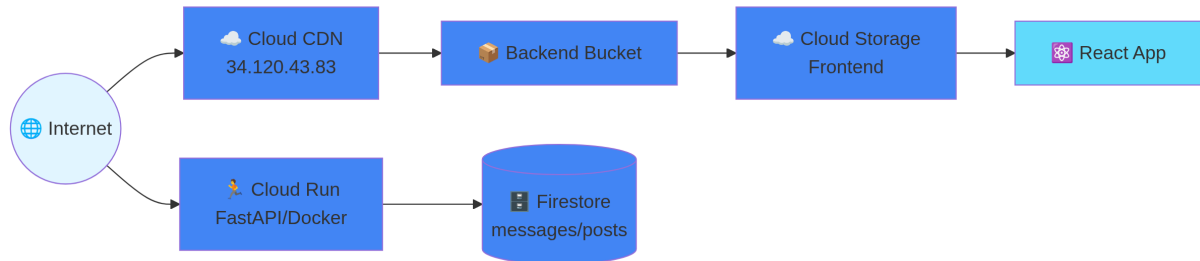 ☁️ Cloud CDN
34.120.43.83
📦 Backend Bucket
☁️ Cloud Storage
Frontend
⚛️ React App
🌐 Internet
🏃 Cloud Run
FastAPI/Docker
🗄️ Firestore
messages/posts